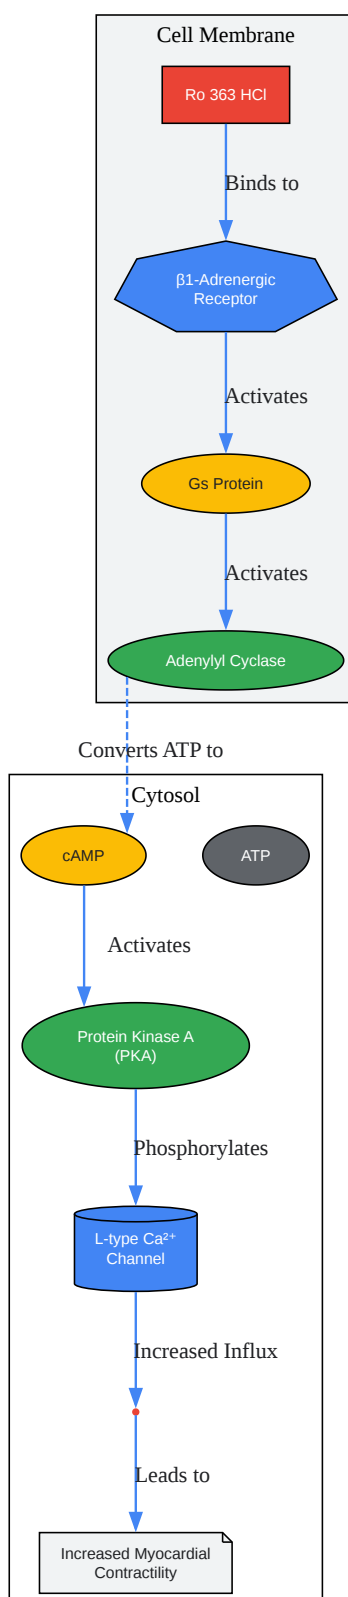 Cell Membrane
Ro 363 HCl
Binds to
β1-Adrenergic
Receptor
Activates
Gs Protein
Activates
Adenylyl Cyclase
Converts ATP to
Cytosol
cAMP
ATP
Activates
Protein Kinase A
(PKA)
Phosphorylates
L-type Ca²⁺
Channel
Increased Influx
Leads to
Increased Myocardial
Contractility